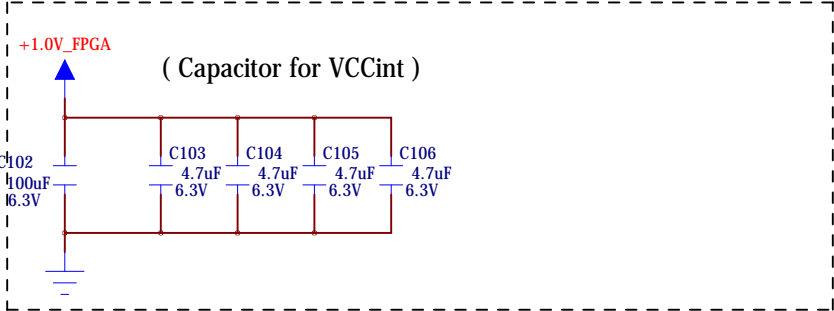 +1.0V_FPGA
( Capacitor for VCCint )
C102
100uF
6.3V
C103
4.7uF
6.3V
C104
4.7uF
6.3V
C105
4.7uF
6.3V
C106
4.7uF
6.3V